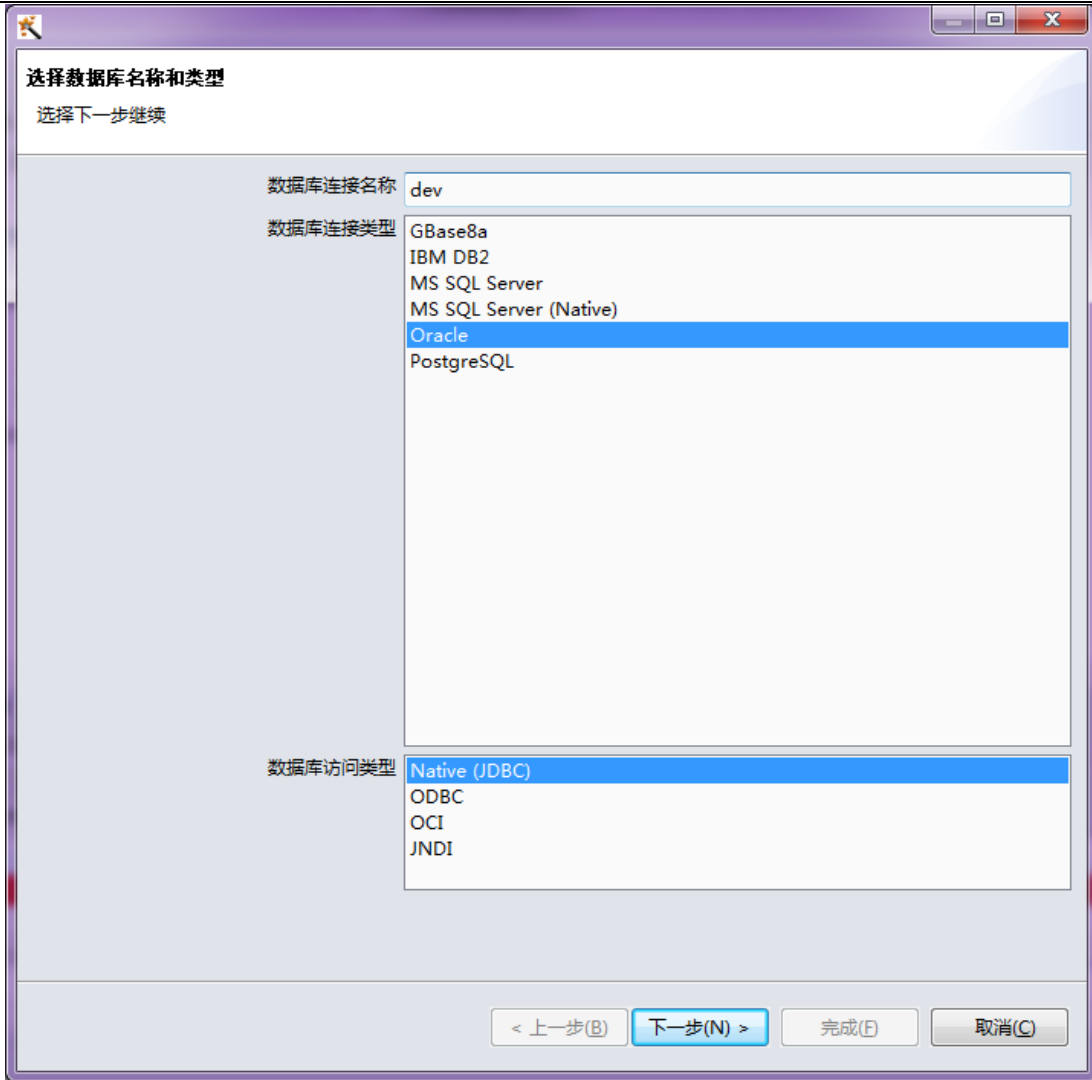 选择数据库名称和类型
选择下一步继续
数据库连接名称 dev
数据库连接类型 GBase8a
IBM DB2
MS SQL Server
MS SQL Server (Native)
Oracle
PostgreSQL
数据库访问类型 Native (JDBC)
ODBC
OCI
JNDI
< 上一步(B) 下一步(N) > 完成(F) 取消(C)